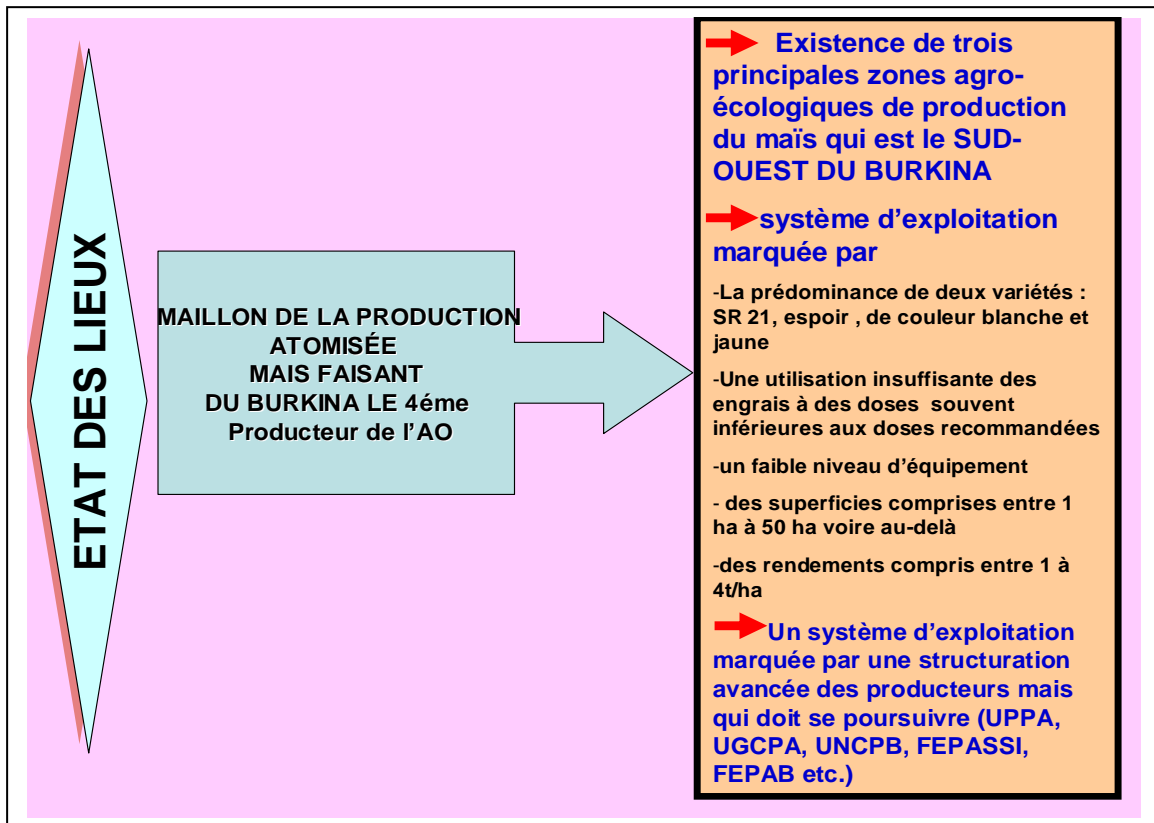 ETAT DES LIEUX
MAILLON DE LA PRODUCTION
ATOMISÉE
MAIS FAISANT
DU BURKINA LE 4éme
Producteur de l’AO
Existence de trois
principales zones agro-
écologiques de production
du maïs qui est le SUD-
OUEST DU BURKINA
système d’exploitation
marquée par
-La prédominance de deux variétés :
SR 21, espoir , de couleur blanche et
jaune
-Une utilisation insuffisante des
engrais à des doses souvent
inférieures aux doses recommandées
-un faible niveau d’équipement
- des superficies comprises entre 1
ha à 50 ha voire au-delà
-des rendements compris entre 1 à
4t/ha
Un système d’exploitation
marquée par une structuration
avancée des producteurs mais
qui doit se poursuivre (UPPA,
UGCPA, UNCPB, FEPASSI,
FEPAB etc.)